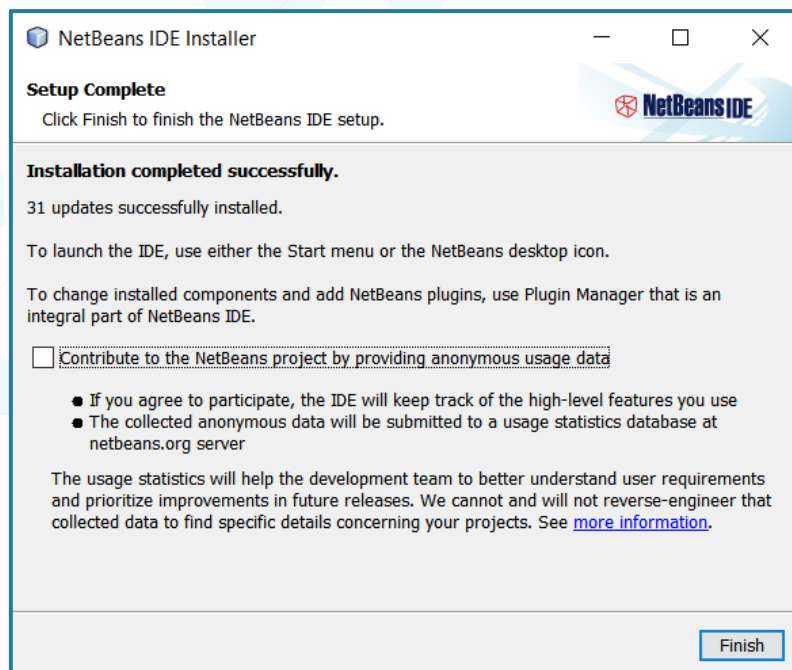 NetBeans IDE Installer
Setup Complete
Click Finish to finish the NetBeans IDE setup.
NetBeans IDE
Installation completed successfully.
31 updates successfully installed.
To launch the IDE, use either the Start menu or the NetBeans desktop icon.
To change installed components and add NetBeans plugins, use Plugin Manager that is an
integral part of NetBeans IDE.
Contribute to the NetBeans project by providing anonymous usage data
● If you agree to participate, the IDE will keep track of the high-level features you use
● The collected anonymous data will be submitted to a usage statistics database at
netbeans.org server
The usage statistics will help the development team to better understand user requirements
and prioritize improvements in future releases. We cannot and will not reverse-engineer that
collected data to find specific details concerning your projects. See more information.
Finish